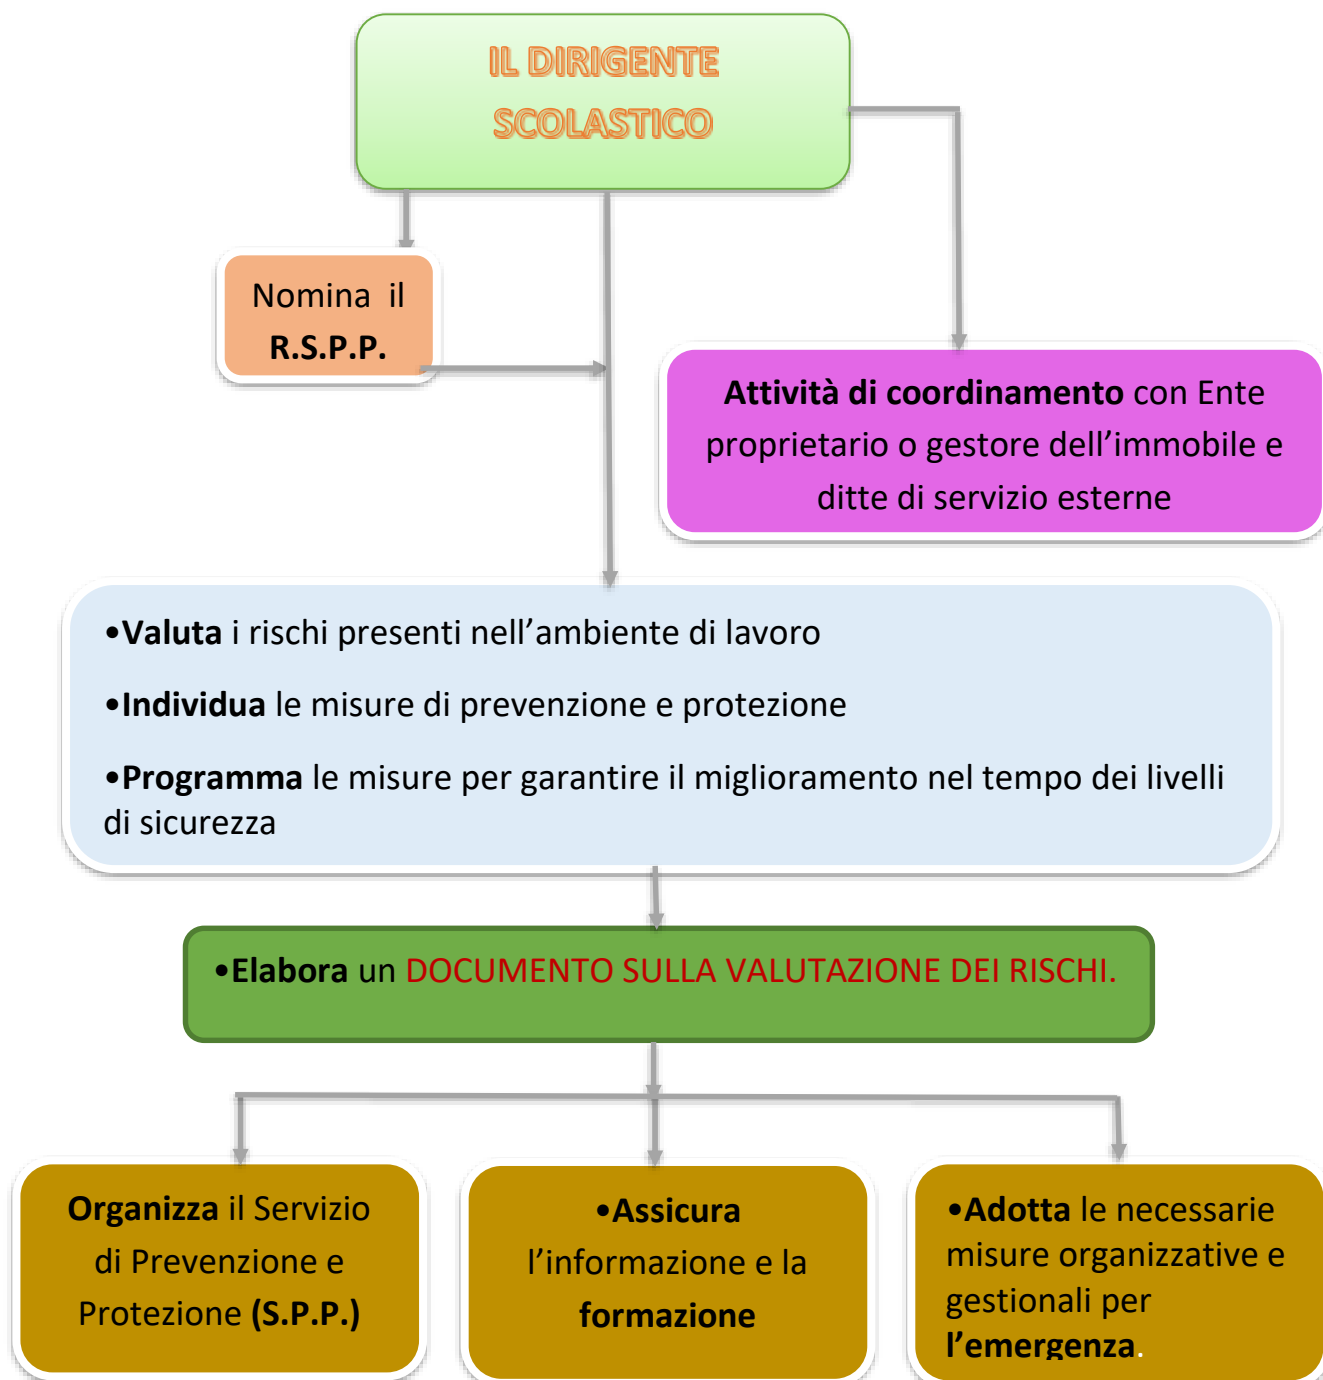 IL DIRIGENTE
SCOLASTICO
Nomina il
R.S.P.P.
Attività di coordinamento con Ente
proprietario o gestore dell’immobile e
ditte di servizio esterne
•Valuta i rischi presenti nell’ambiente di lavoro
•Individua le misure di prevenzione e protezione
•Programma le misure per garantire il miglioramento nel tempo dei livelli
di sicurezza
•Elabora un DOCUMENTO SULLA VALUTAZIONE DEI RISCHI.
Organizza il Servizio
di Prevenzione e
Protezione (S.P.P.)
•Assicura
l’informazione e la
formazione
•Adotta le necessarie
misure organizzative e
gestionali per
l’emergenza.